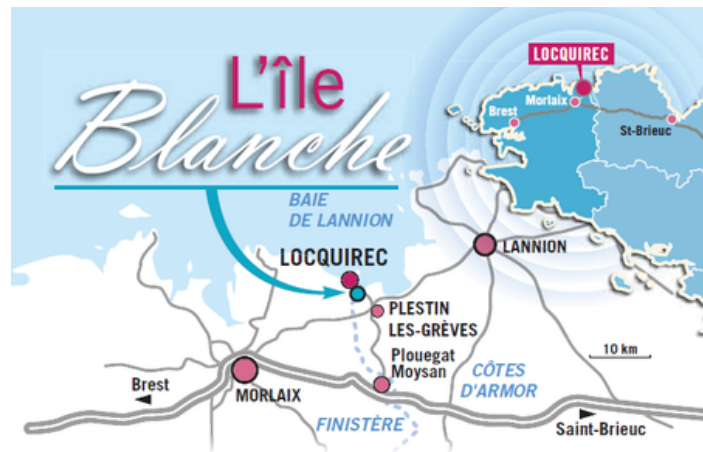 L'île
Blanche
LOCQUIREC
Morlaix
Brest
St-Brieuc
BAIE
DE LANNION
LOCQUIREC
LANNION
PLESTIN
LES-GRÈVES
Plouegat
Moysan
10 km
CÔTES
D'ARMOR
Brest
MORLAIX
FINISTÈRE
Saint-Brieuc